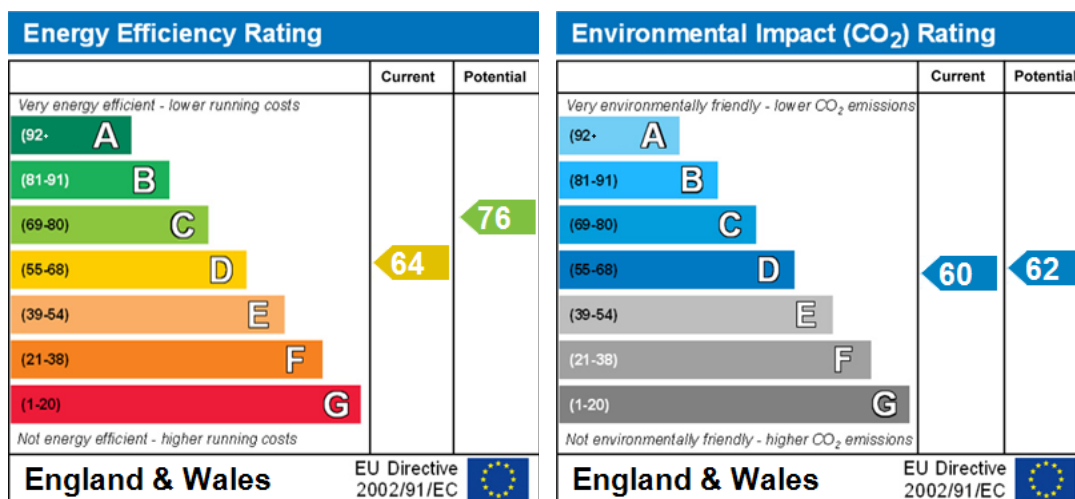 Energy Efficiency Rating
Current Potential
Very energy efficient - lower running costs
(92+ A
(81-91) B
(69-80) C
76
(55-68) D
64
(39-54) E
(21-38) F
(1-20) G
Not energy efficient - higher running costs
England & Wales
EU Directive
2002/91/EC
Environmental Impact (CO₂) Rating
Current Potential
Very environmentally friendly - lower CO₂ emissions
(92+ A
(81-91) B
(69-80) C
(55-68) D
60
62
(39-54) E
(21-38) F
(1-20) G
Not environmentally friendly - higher CO₂ emissions
England & Wales
EU Directive
2002/91/EC